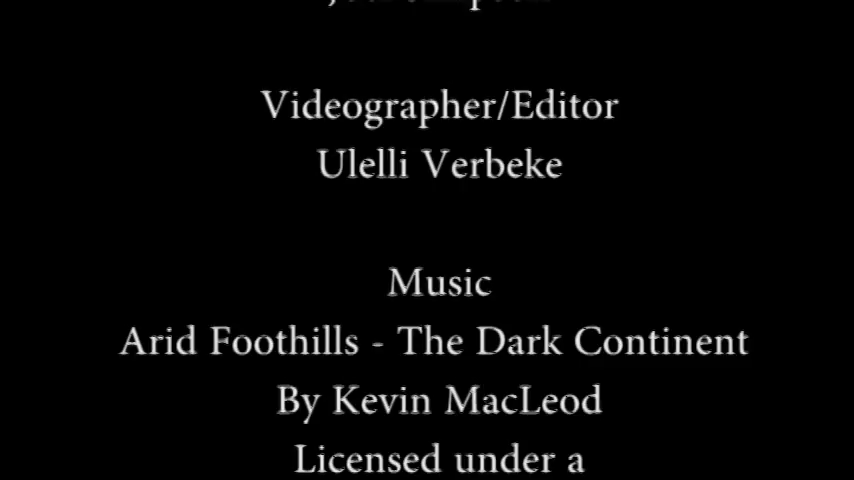 Videographer/Editor
Ulelli Verbeke
Music
Arid Foothills - The Dark Continent
By Kevin MacLeod
Licensed under a